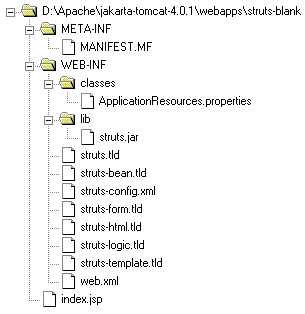 D:\Apache\jakarta-tomcat-4.0.1\webapps\struts-blank
META-INF
MANIFEST.MF
WEB-INF
classes
ApplicationResources.properties
lib
struts.jar
struts.tld
struts-bean.tld
struts-config.xml
struts-form.tld
struts-html.tld
struts-logic.tld
struts-template.tld
web.xml
index.jsp